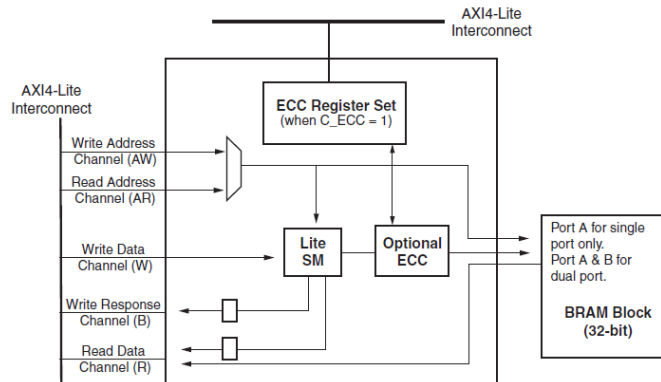 AXI4-Lite
Interconnect
AXI4-Lite
Interconnect
ECC Register Set
(when C_ECC = 1)
Write Address
Channel (AW)
Read Address
Channel (AR)
Write Data
Channel (W)
Lite
SM
Optional
ECC
Port A for single
port only.
Port A & B for
dual port.
BRAM Block
(32-bit)
Write Response
Channel (B)
Read Data
Channel (R)